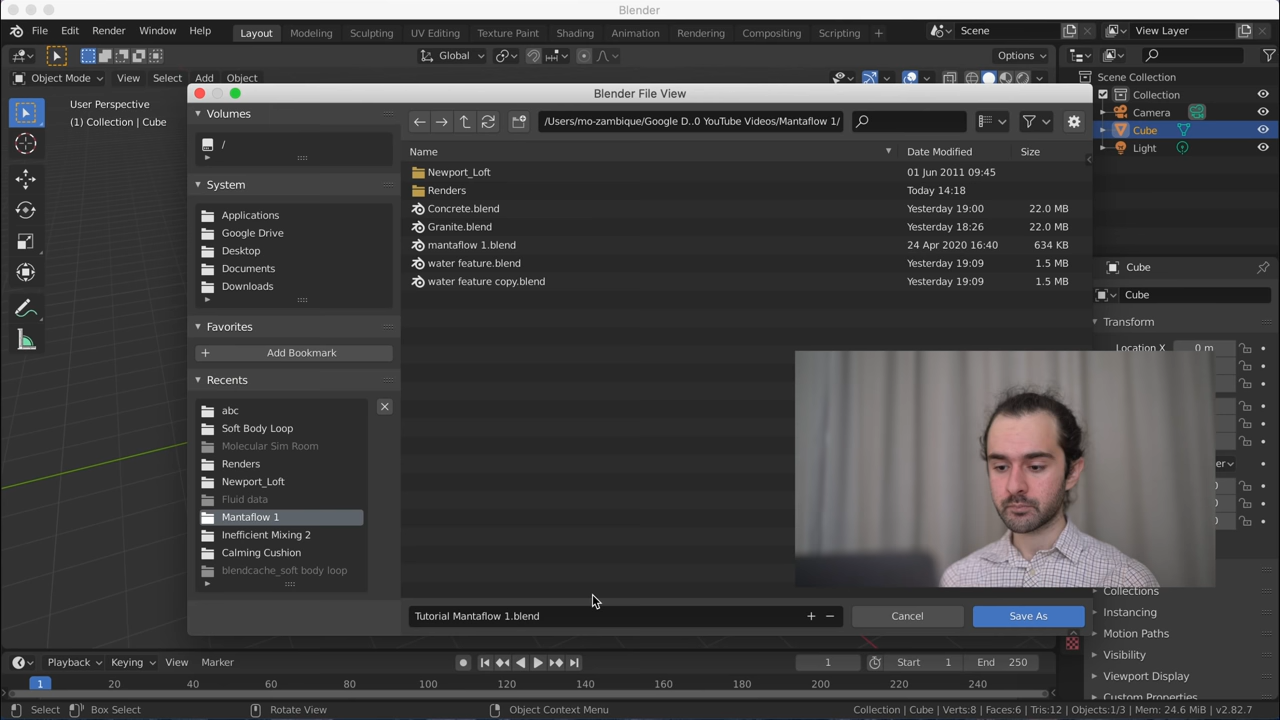 Blender
File Edit Render Window Help Layout Modeling Sculpting UV Editing Texture Paint Shading Animation Rendering Compositing Scripting + Scene View Layer
Global Options
Object Mode View Select Add Object
User Perspective
(1) Collection | Cube
Blender File View
Volumes
/
System
Applications
Google Drive
Desktop
Documents
Downloads
Favorites
+ Add Bookmark
Recents
abc
Soft Body Loop
Molecular Sim Room
Renders
Newport_Loft
Fluid data
Mantaflow 1
Inefficient Mixing 2
Calming Cushion
blendcache_soft body loop
/Users/mo-zambique/Google D..0 YouTube Videos/Mantaflow 1/
Name Date Modified Size
Newport_Loft 01 Jun 2011 09:45
Renders Today 14:18
Concrete.blend Yesterday 19:00 22.0 MB
Granite.blend Yesterday 18:26 22.0 MB
mantaflow 1.blend 24 Apr 2020 16:40 634 KB
water feature.blend Yesterday 19:09 1.5 MB
water feature copy.blend Yesterday 19:09 1.5 MB
Tutorial Mantaflow 1.blend + − Cancel Save As
Scene Collection
Collection
Camera
Cube
Light
Cube
Cube
Transform
Location X 0 m
Collections
Instancing
Motion Paths
Visibility
Viewport Display
Custom Properties
Playback Keying View Marker 1 Start 1 End 250
1 20 40 60 80 100 120 140 160 180 200 220 240
Select Box Select Rotate View Object Context Menu Collection | Cube | Verts:8 | Faces:6 | Tris:12 | Objects:1/3 | Mem: 24.6 MiB | v2.82.7